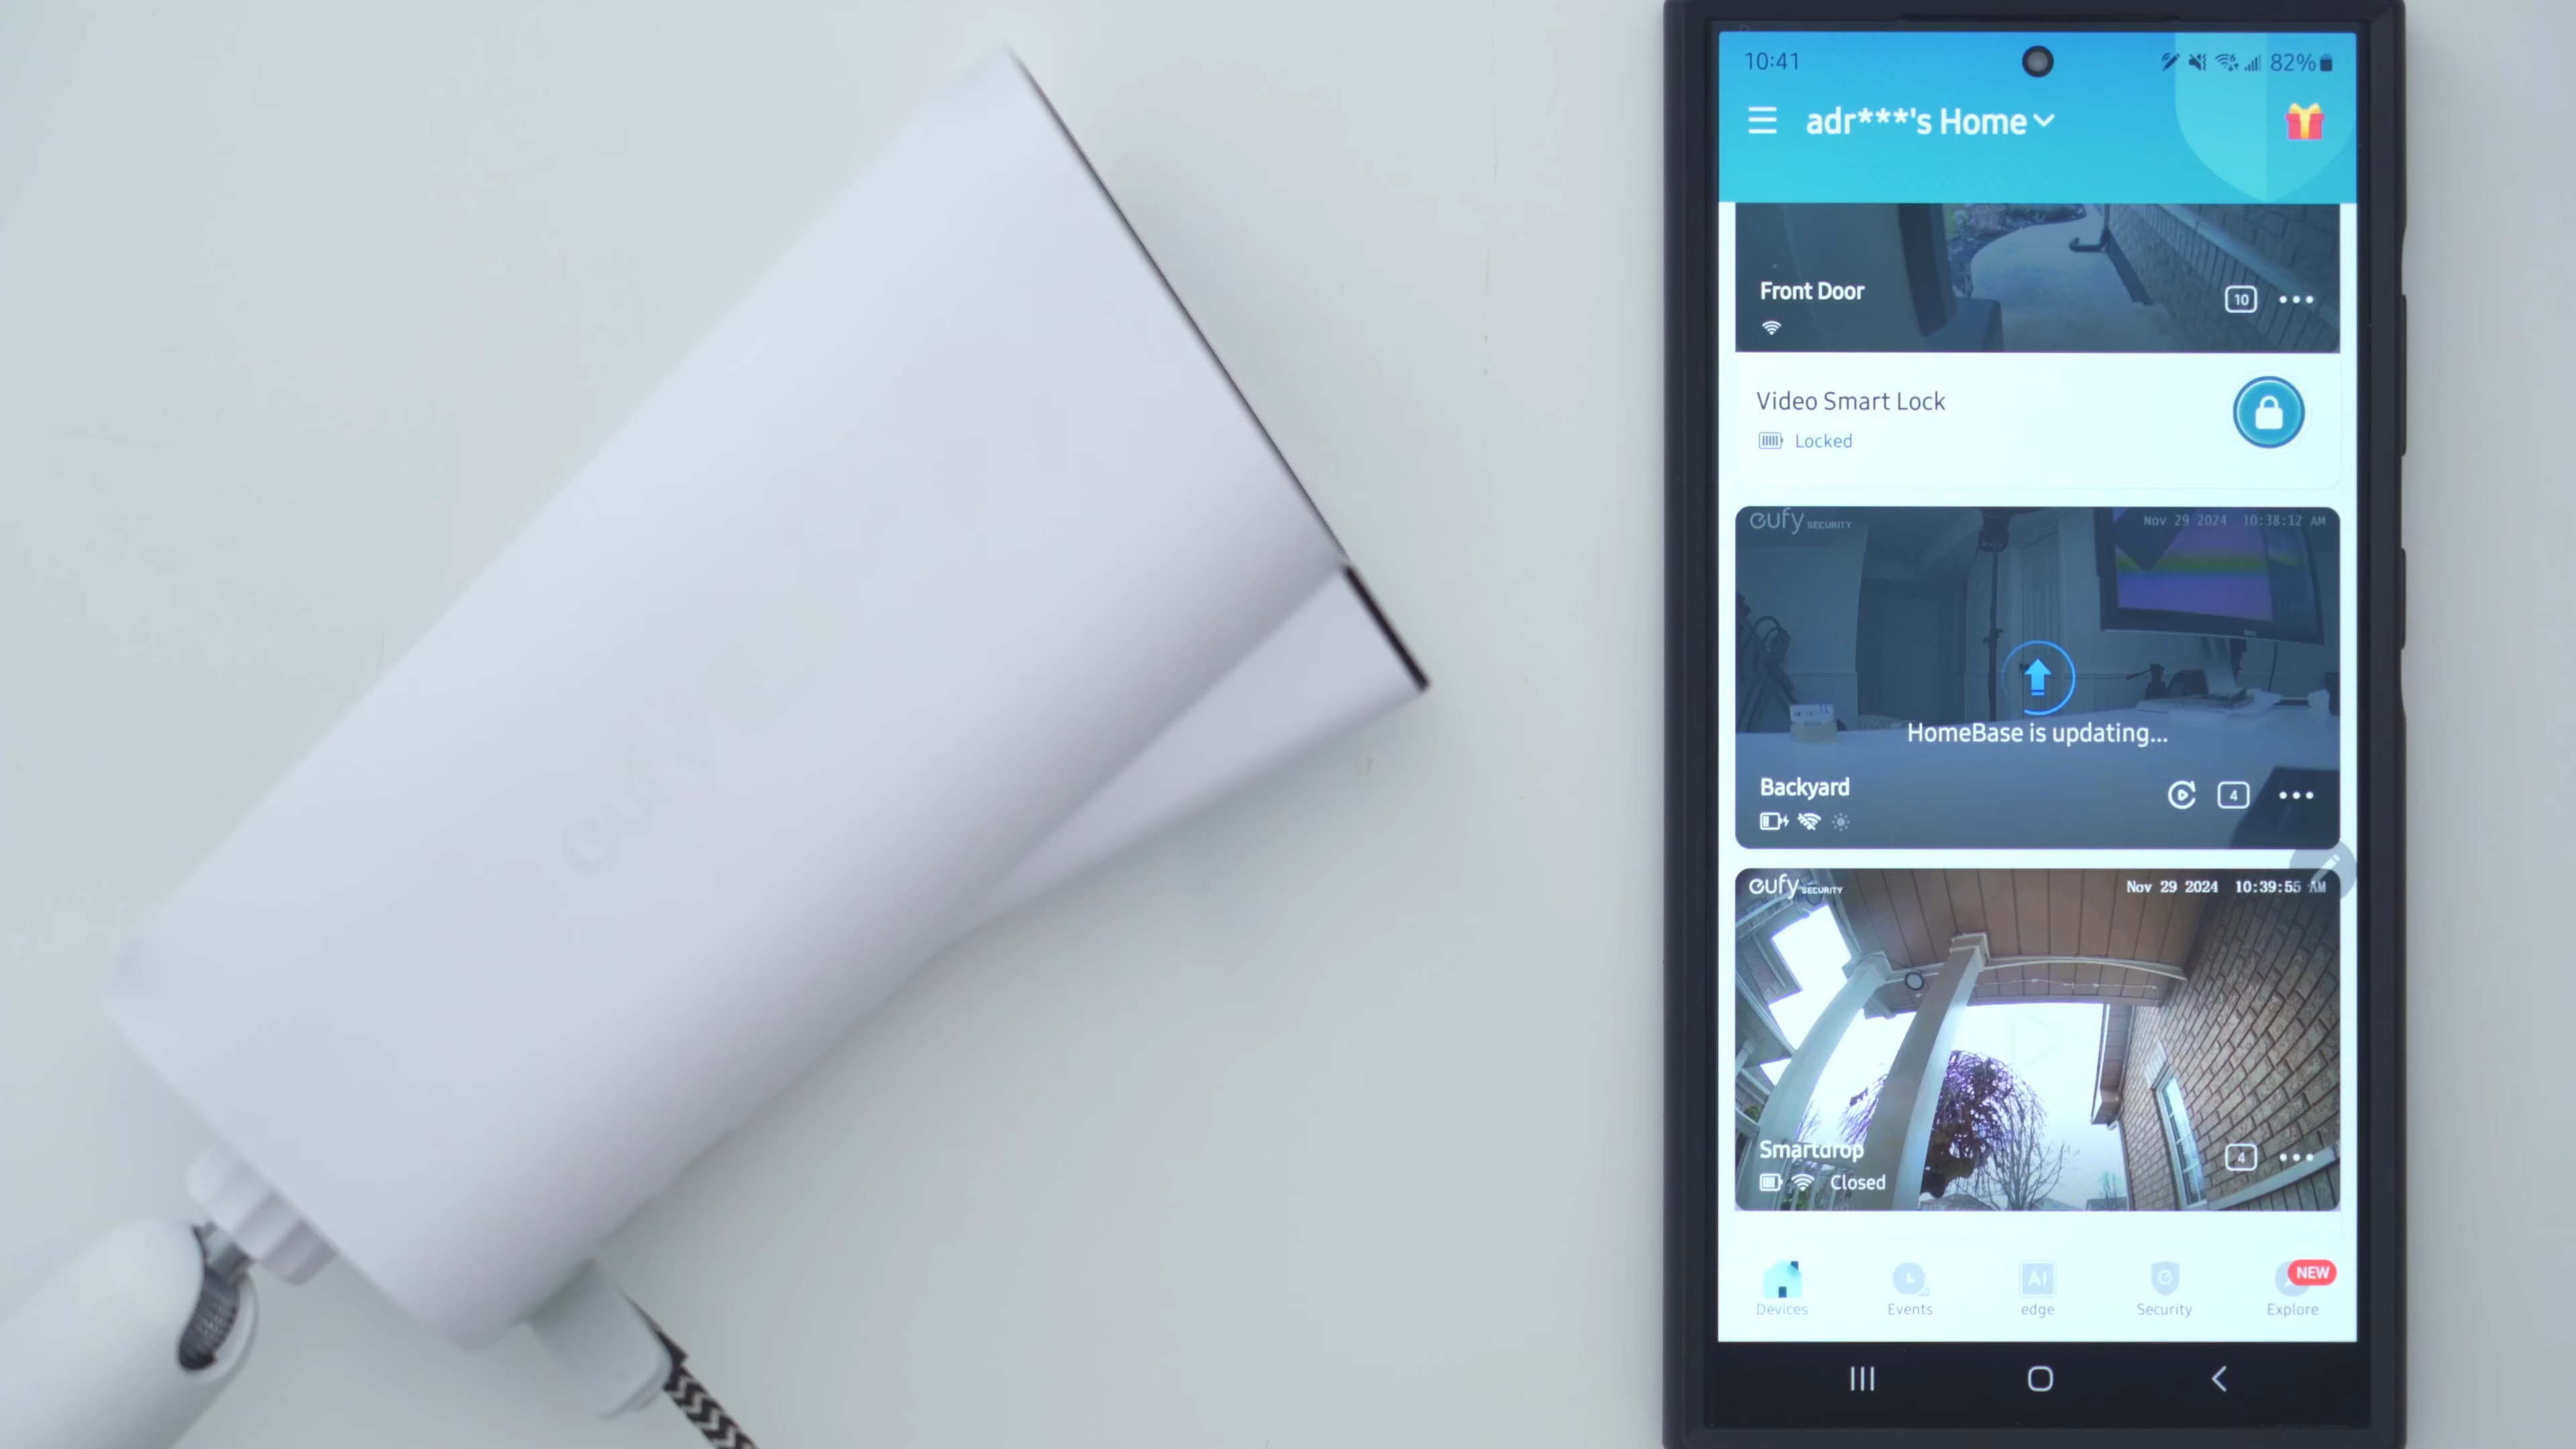 eufy
10:41
82%
adr***'s Home
Front Door
10
Video Smart Lock
Locked
eufy SECURITY
Nov 29 2024 10:38:12 AM
HomeBase is updating...
Backyard
4
eufy SECURITY
Nov 29 2024 10:39:55 AM
Smartdrop
4
Closed
AI
NEW
Devices
Events
edge
Security
Explore